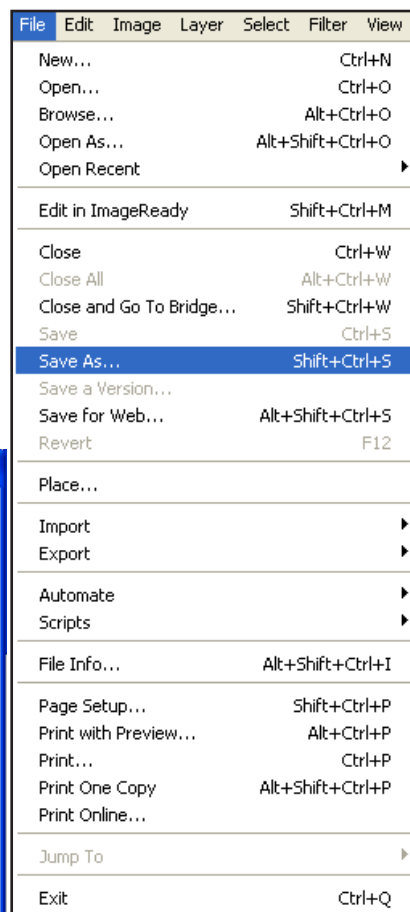 File Edit Image Layer Select Filter View
New... Ctrl+N
Open... Ctrl+O
Browse... Alt+Ctrl+O
Open As... Alt+Shift+Ctrl+O
Open Recent
Edit in ImageReady Shift+Ctrl+M
Close Ctrl+W
Close All Alt+Ctrl+W
Close and Go To Bridge... Shift+Ctrl+W
Save Ctrl+S
Save As... Shift+Ctrl+S
Save a Version...
Save for Web... Alt+Shift+Ctrl+S
Revert F12
Place...
Import
Export
Automate
Scripts
File Info... Alt+Shift+Ctrl+I
Page Setup... Shift+Ctrl+P
Print with Preview... Alt+Ctrl+P
Print... Ctrl+P
Print One Copy Alt+Shift+Ctrl+P
Print Online...
Jump To
Exit Ctrl+Q